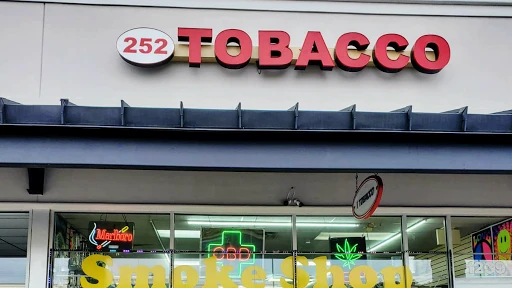 252 TOBACCO
TOBACCO
Marlboro
CBD
Smoke Shop